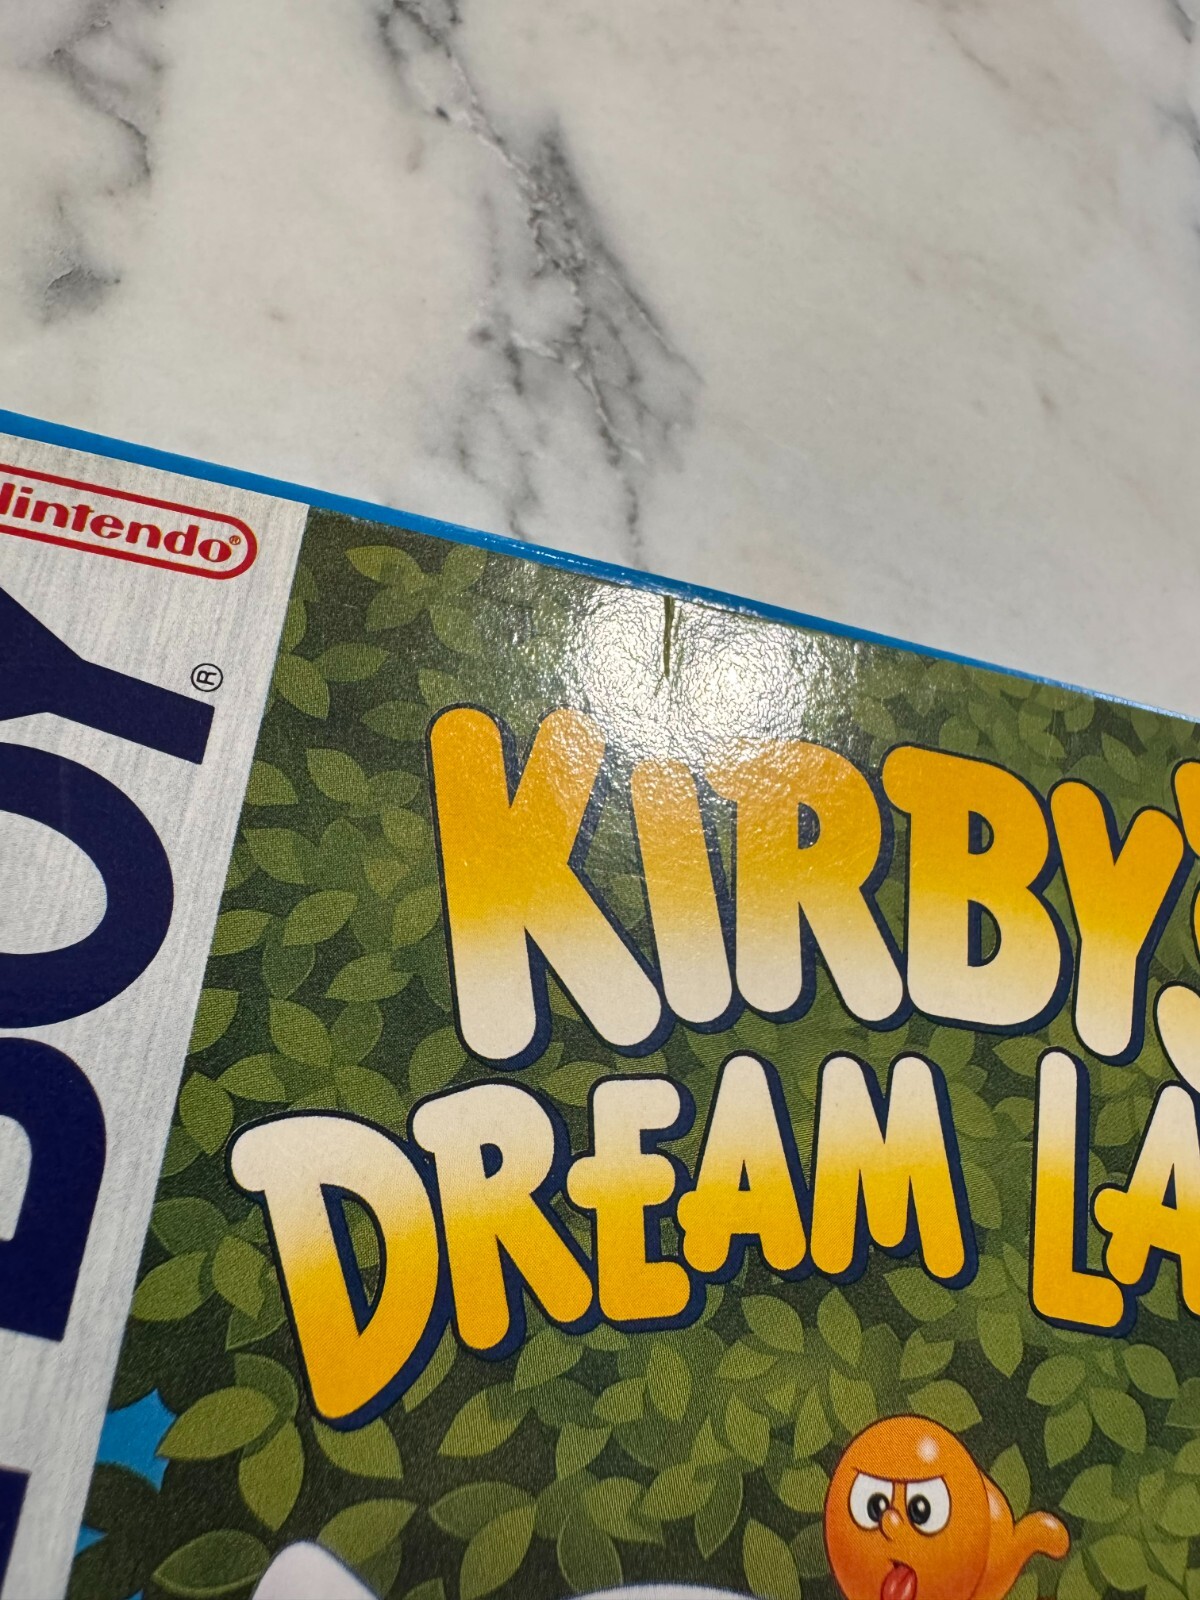 Nintendo®
BOY®
KIRBY'
DREAM LA